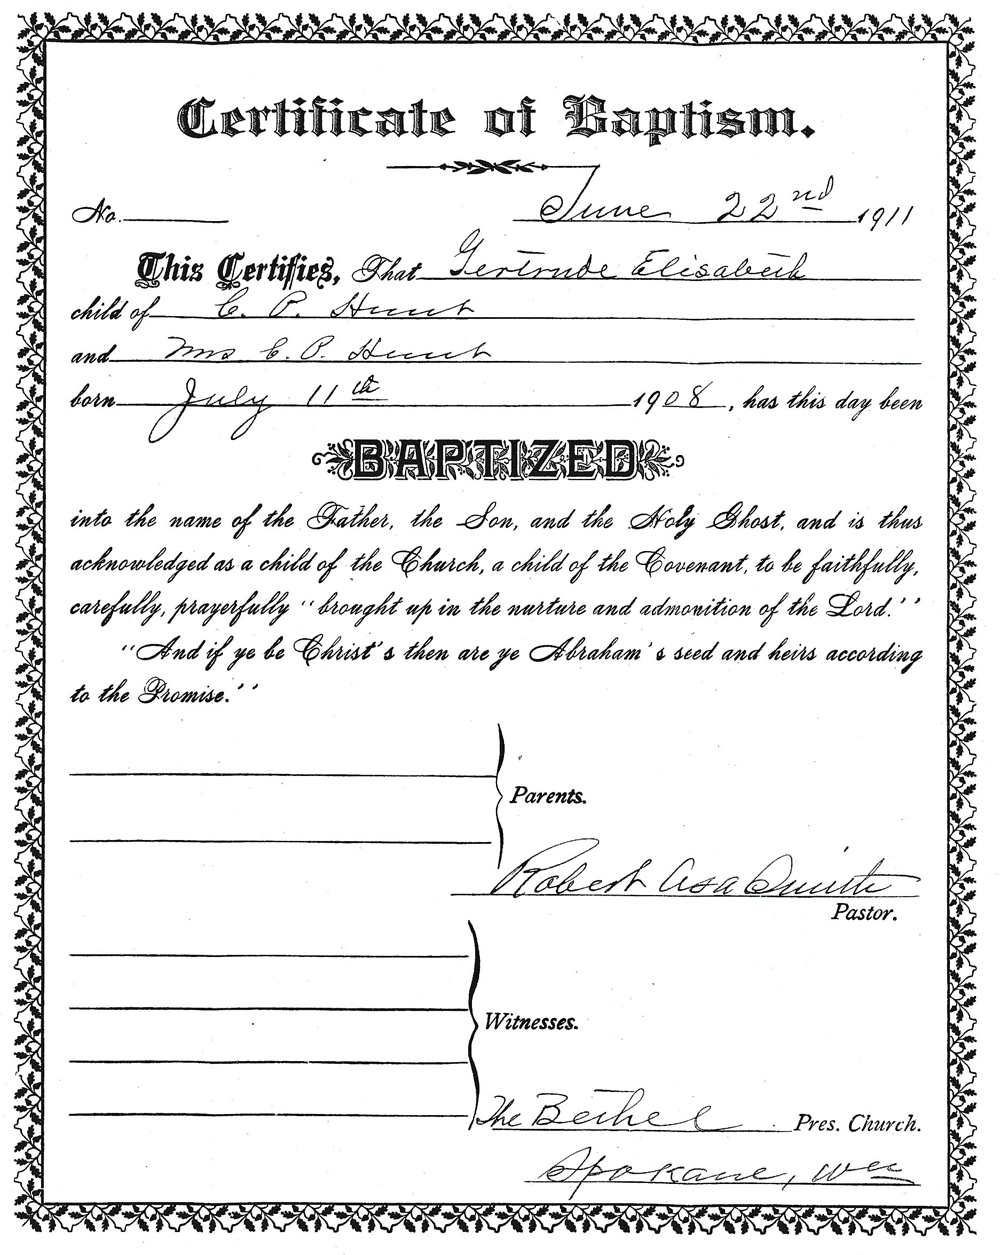 Certificate of Baptism.
No. June 22nd 1911
This Certifies, That Gertrude Elisabeth
child of C. P. Hunt
and Mrs C. P. Hunt
born July 11th 1908, has this day been
BAPTIZED
into the name of the Father, the Son, and the Holy Ghost, and is thus
acknowledged as a child of the Church, a child of the Covenant, to be faithfully,
carefully, prayerfully "brought up in the nurture and admonition of the Lord."
"And if ye be Christ's then are ye Abraham's seed and heirs according
to the Promise."
Parents.
Robert Asa Smith
Pastor.
Witnesses.
The Bethel Pres. Church.
Spokane, Wn